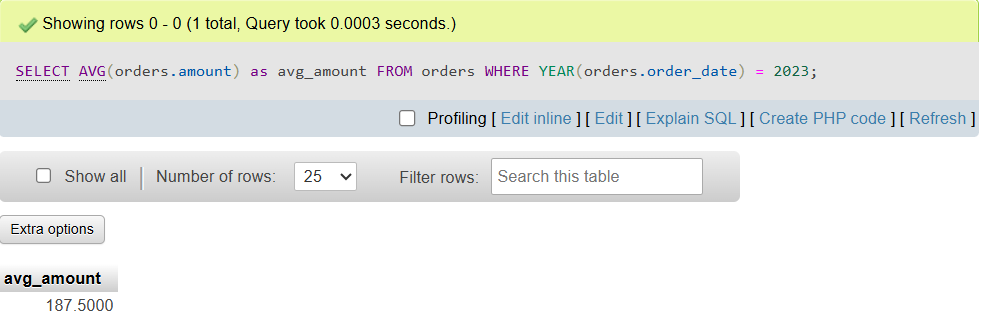 Showing rows 0 - 0 (1 total, Query took 0.0003 seconds.)
SELECT AVG(orders.amount) as avg_amount FROM orders WHERE YEAR(orders.order_date) = 2023;
Profiling [ Edit inline ] [ Edit ] [ Explain SQL ] [ Create PHP code ] [ Refresh ]
Show all Number of rows: 25 Filter rows: Search this table
Extra options
avg_amount
187.5000